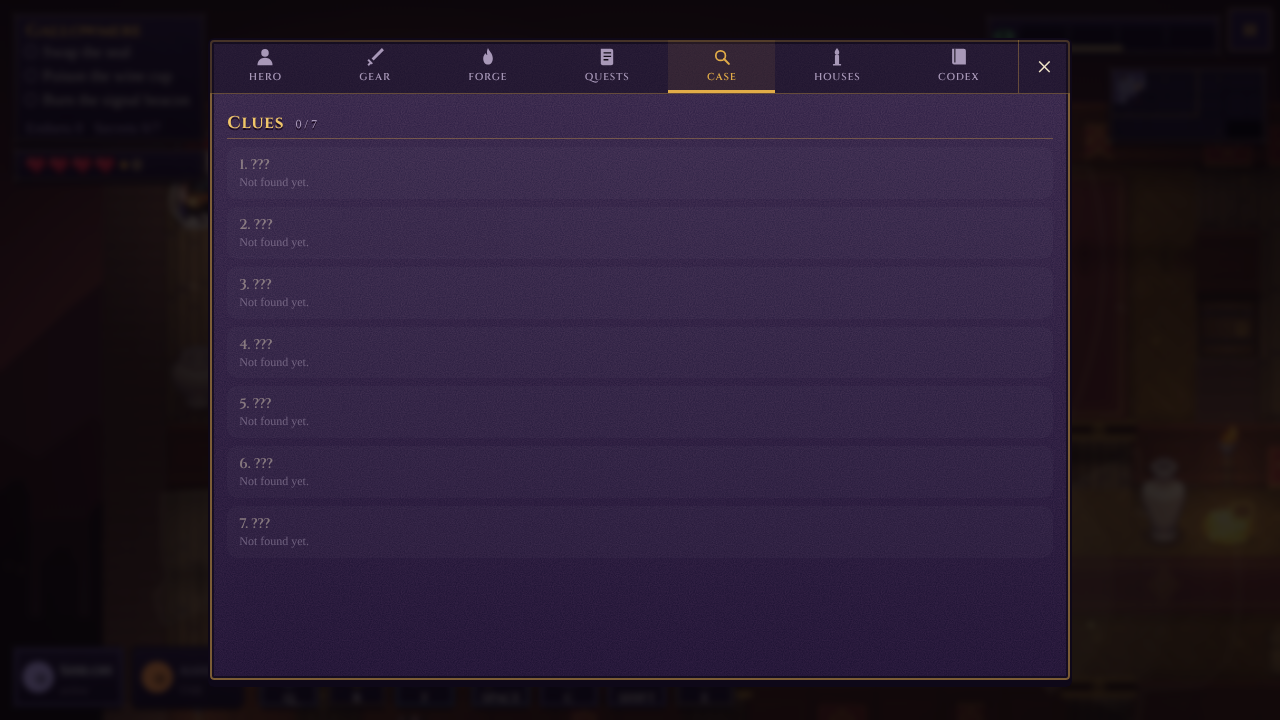 HERO
GEAR
FORGE
QUESTS
CASE
HOUSES
CODEX
Clues 0/7
1. ???
Not found yet.
2. ???
Not found yet.
3. ???
Not found yet.
4. ???
Not found yet.
5. ???
Not found yet.
6. ???
Not found yet.
7. ???
Not found yet.